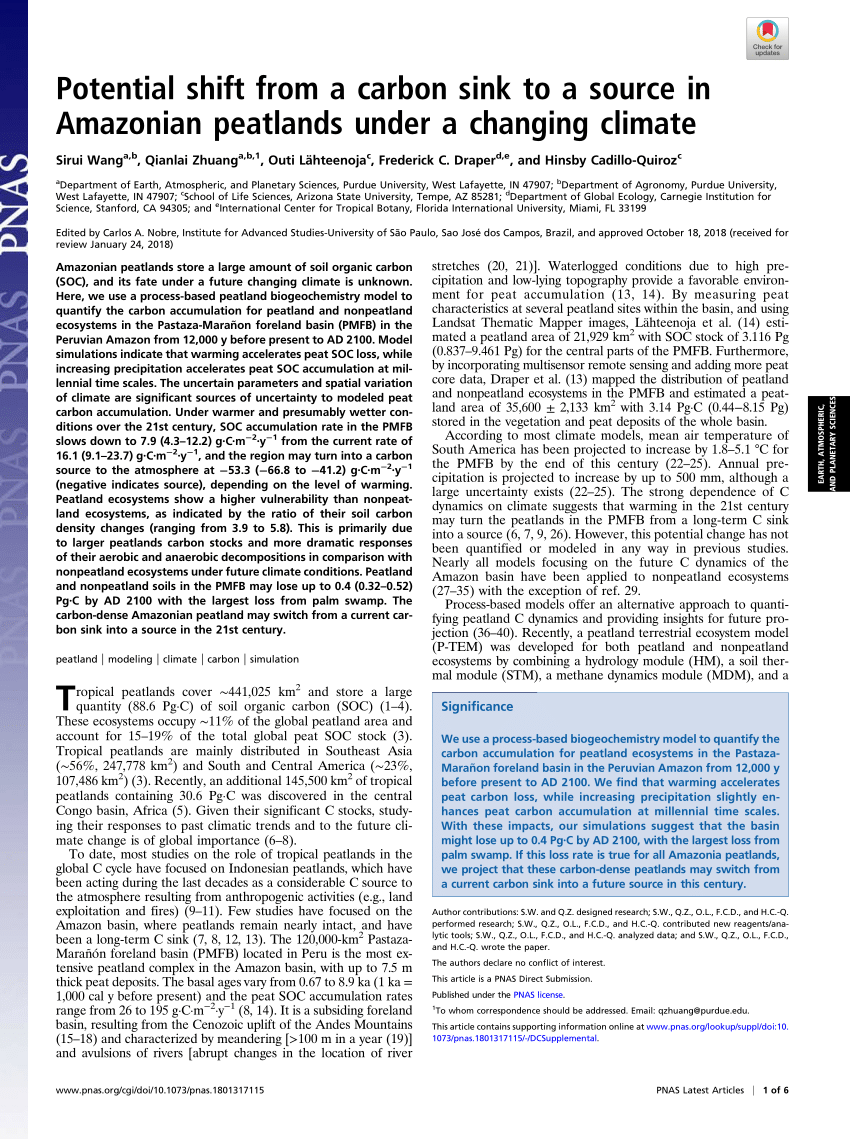 Check for
updates
Potential shift from a carbon sink to a source in
Amazonian peatlands under a changing climate
Sirui Wangᵃ,ᵇ, Qianlai Zhuangᵃ,ᵇ,¹, Outi Lähteenojaᶜ, Frederick C. Draperᵈ,ᵉ, and Hinsby Cadillo-Quirozᶜ
ᵃDepartment of Earth, Atmospheric, and Planetary Sciences, Purdue University, West Lafayette, IN 47907; ᵇDepartment of Agronomy, Purdue University,
West Lafayette, IN 47907; ᶜSchool of Life Sciences, Arizona State University, Tempe, AZ 85281; ᵈDepartment of Global Ecology, Carnegie Institution for
Science, Stanford, CA 94305; and ᵉInternational Center for Tropical Botany, Florida International University, Miami, FL 33199
Edited by Carlos A. Nobre, Institute for Advanced Studies-University of São Paulo, Sao José dos Campos, Brazil, and approved October 18, 2018 (received for
review January 24, 2018)
Amazonian peatlands store a large amount of soil organic carbon
(SOC), and its fate under a future changing climate is unknown.
Here, we use a process-based peatland biogeochemistry model to
quantify the carbon accumulation for peatland and nonpeatland
ecosystems in the Pastaza-Marañon foreland basin (PMFB) in the
Peruvian Amazon from 12,000 y before present to AD 2100. Model
simulations indicate that warming accelerates peat SOC loss, while
increasing precipitation accelerates peat SOC accumulation at mil-
lennial time scales. The uncertain parameters and spatial variation
of climate are significant sources of uncertainty to modeled peat
carbon accumulation. Under warmer and presumably wetter con-
ditions over the 21st century, SOC accumulation rate in the PMFB
slows down to 7.9 (4.3–12.2) g·C·m⁻²·y⁻¹ from the current rate of
16.1 (9.1–23.7) g·C·m⁻²·y⁻¹, and the region may turn into a carbon
source to the atmosphere at −53.3 (−66.8 to −41.2) g·C·m⁻²·y⁻¹
(negative indicates source), depending on the level of warming.
Peatland ecosystems show a higher vulnerability than nonpeat-
land ecosystems, as indicated by the ratio of their soil carbon
density changes (ranging from 3.9 to 5.8). This is primarily due
to larger peatlands carbon stocks and more dramatic responses
of their aerobic and anaerobic decompositions in comparison with
nonpeatland ecosystems under future climate conditions. Peatland
and nonpeatland soils in the PMFB may lose up to 0.4 (0.32–0.52)
Pg·C by AD 2100 with the largest loss from palm swamp. The
carbon-dense Amazonian peatland may switch from a current car-
bon sink into a source in the 21st century.
peatland | modeling | climate | carbon | simulation
Tropical peatlands cover ~441,025 km² and store a large
quantity (88.6 Pg·C) of soil organic carbon (SOC) (1–4).
These ecosystems occupy ~11% of the global peatland area and
account for 15–19% of the total global peat SOC stock (3).
Tropical peatlands are mainly distributed in Southeast Asia
(~56%, 247,778 km²) and South and Central America (~23%,
107,486 km²) (3). Recently, an additional 145,500 km² of tropical
peatlands containing 30.6 Pg·C was discovered in the central
Congo basin, Africa (5). Given their significant C stocks, study-
ing their responses to past climatic trends and to the future cli-
mate change is of global importance (6–8).
To date, most studies on the role of tropical peatlands in the
global C cycle have focused on Indonesian peatlands, which have
been acting during the last decades as a considerable C source to
the atmosphere resulting from anthropogenic activities (e.g., land
exploitation and fires) (9–11). Few studies have focused on the
Amazon basin, where peatlands remain nearly intact, and have
been a long-term C sink (7, 8, 12, 13). The 120,000-km² Pastaza-
Marañón foreland basin (PMFB) located in Peru is the most ex-
tensive peatland complex in the Amazon basin, with up to 7.5 m
thick peat deposits. The basal ages vary from 0.67 to 8.9 ka (1 ka =
1,000 cal y before present) and the peat SOC accumulation rates
range from 26 to 195 g·C·m⁻²·y⁻¹ (8, 14). It is a subsiding foreland
basin, resulting from the Cenozoic uplift of the Andes Mountains
(15–18) and characterized by meandering [>100 m in a year (19)]
and avulsions of rivers [abrupt changes in the location of river
stretches (20, 21)]. Waterlogged conditions due to high pre-
cipitation and low-lying topography provide a favorable environ-
ment for peat accumulation (13, 14). By measuring peat
characteristics at several peatland sites within the basin, and using
Landsat Thematic Mapper images, Lähteenoja et al. (14) esti-
mated a peatland area of 21,929 km² with SOC stock of 3.116 Pg
(0.837–9.461 Pg) for the central parts of the PMFB. Furthermore,
by incorporating multisensor remote sensing and adding more peat
core data, Draper et al. (13) mapped the distribution of peatland
and nonpeatland ecosystems in the PMFB and estimated a peat-
land area of 35,600 ± 2,133 km² with 3.14 Pg·C (0.44–8.15 Pg)
stored in the vegetation and peat deposits of the whole basin.
According to most climate models, mean air temperature of
South America has been projected to increase by 1.8–5.1 °C for
the PMFB by the end of this century (22–25). Annual pre-
cipitation is projected to increase by up to 500 mm, although a
large uncertainty exists (22–25). The strong dependence of C
dynamics on climate suggests that warming in the 21st century
may turn the peatlands in the PMFB from a long-term C sink
into a source (6, 7, 9, 26). However, this potential change has not
been quantified or modeled in any way in previous studies.
Nearly all models focusing on the future C dynamics of the
Amazon basin have been applied to nonpeatland ecosystems
(27–35) with the exception of ref. 29.
Process-based models offer an alternative approach to quanti-
fying peatland C dynamics and providing insights for future pro-
jection (36–40). Recently, a peatland terrestrial ecosystem model
(P-TEM) was developed for both peatland and nonpeatland
ecosystems by combining a hydrology module (HM), a soil ther-
mal module (STM), a methane dynamics module (MDM), and a
Significance
We use a process-based biogeochemistry model to quantify the
carbon accumulation for peatland ecosystems in the Pastaza-
Marañon foreland basin in the Peruvian Amazon from 12,000 y
before present to AD 2100. We find that warming accelerates
peat carbon loss, while increasing precipitation slightly en-
hances peat carbon accumulation at millennial time scales.
With these impacts, our simulations suggest that the basin
might lose up to 0.4 Pg·C by AD 2100, with the largest loss from
palm swamp. If this loss rate is true for all Amazonia peatlands,
we project that these carbon-dense peatlands may switch from
a current carbon sink into a future source in this century.
Author contributions: S.W. and Q.Z. designed research; S.W., Q.Z., O.L., F.C.D., and H.C.-Q.
performed research; S.W., Q.Z., O.L., F.C.D., and H.C.-Q. contributed new reagents/ana-
lytic tools; S.W., Q.Z., O.L., F.C.D., and H.C.-Q. analyzed data; and S.W., Q.Z., O.L., F.C.D.,
and H.C.-Q. wrote the paper.
The authors declare no conflict of interest.
This article is a PNAS Direct Submission.
Published under the PNAS license.
¹To whom correspondence should be addressed. Email: qzhuang@purdue.edu.
This article contains supporting information online at www.pnas.org/lookup/suppl/doi:10.
1073/pnas.1801317115/-/DCSupplemental.
www.pnas.org/cgi/doi/10.1073/pnas.1801317115
PNAS Latest Articles | 1 of 6
EARTH, ATMOSPHERIC,
AND PLANETARY SCIENCES
PNAS
PNAS
PNAS
PNAS
PNAS